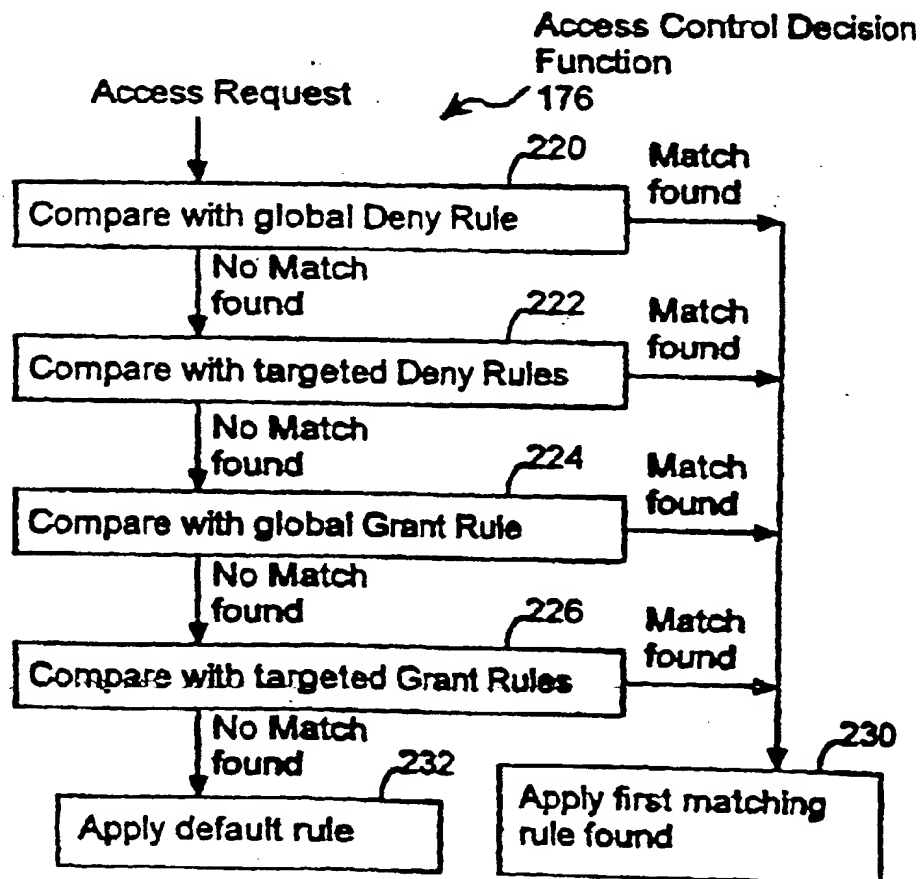 Access Control Decision
Function
176
Access Request
220
Match
found
Compare with global Deny Rule
No Match
found
222
Match
found
Compare with targeted Deny Rules
No Match
found
224
Match
found
Compare with global Grant Rule
No Match
found
226
Match
found
Compare with targeted Grant Rules
No Match
found
232
230
Apply default rule
Apply first matching
rule found